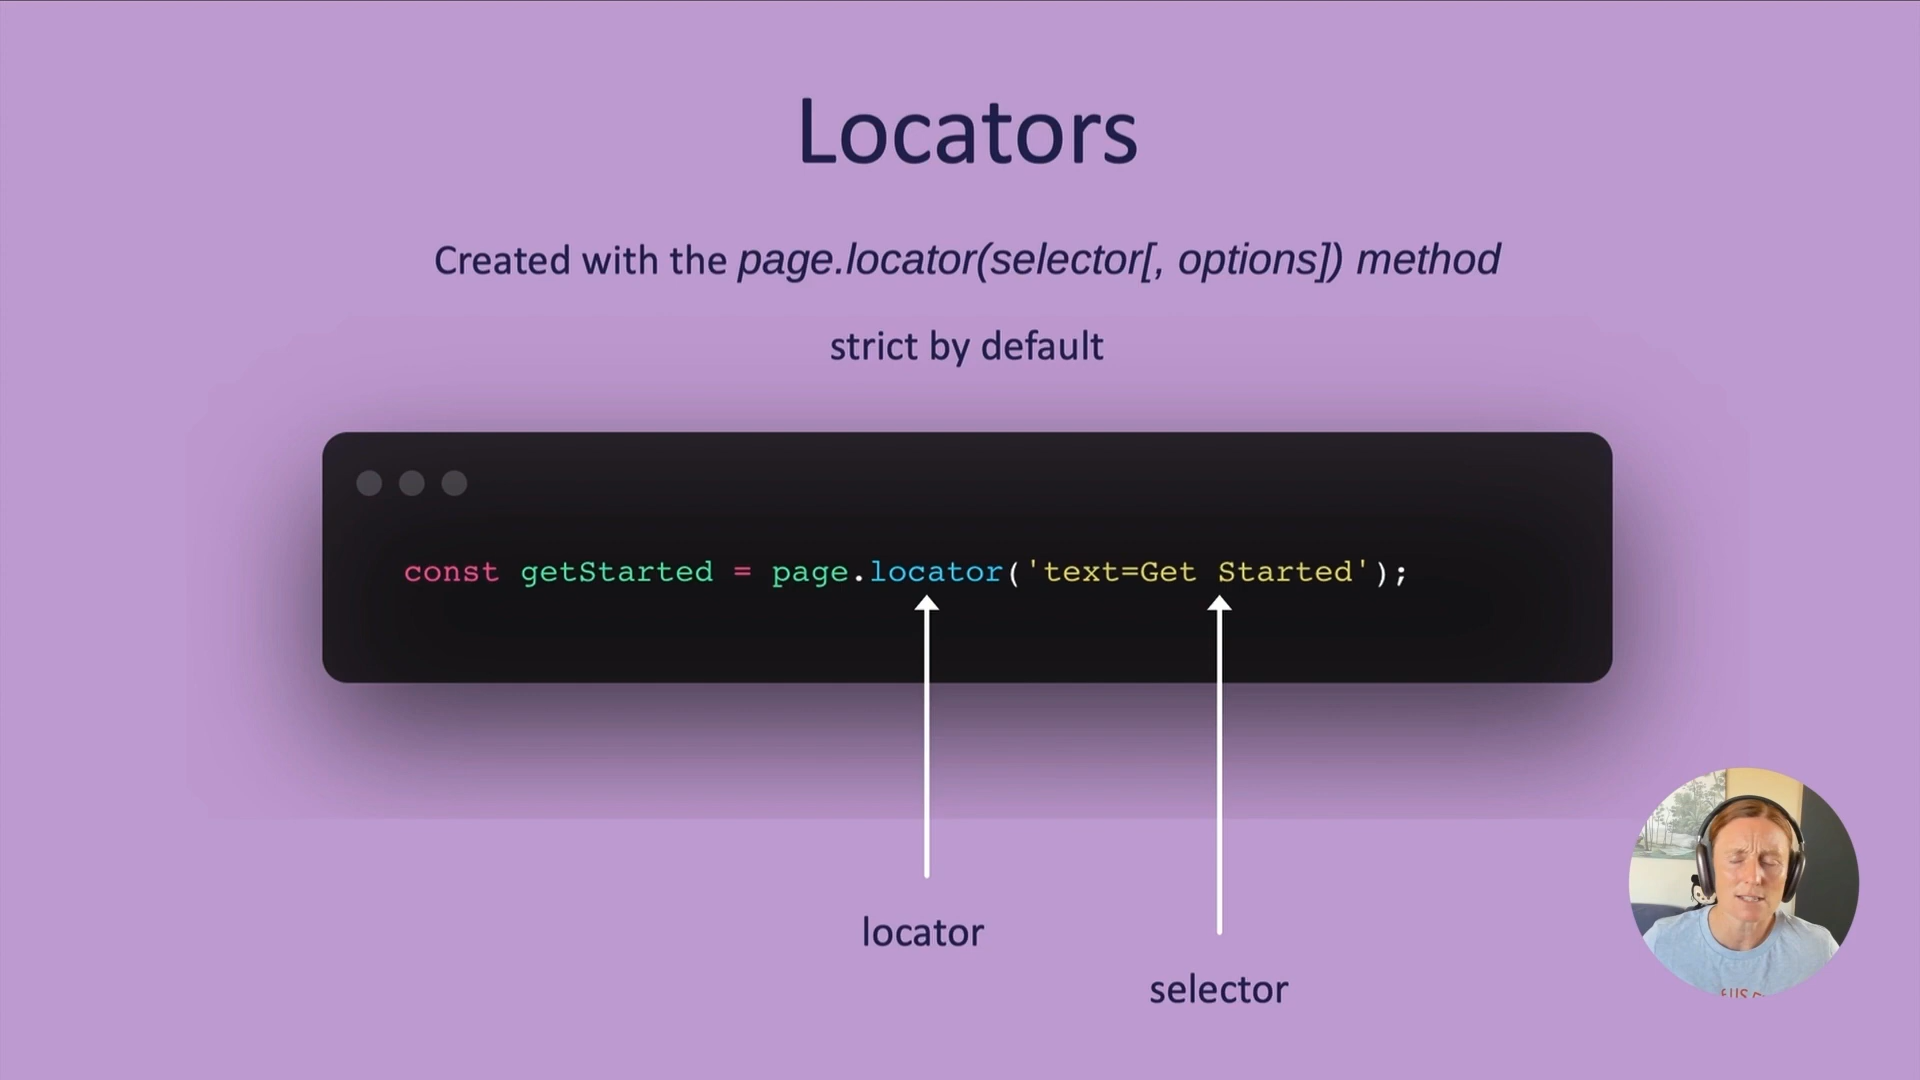 Locators
Created with the page.locator(selector[, options]) method
strict by default
const getStarted = page.locator('text=Get Started');
locator
selector